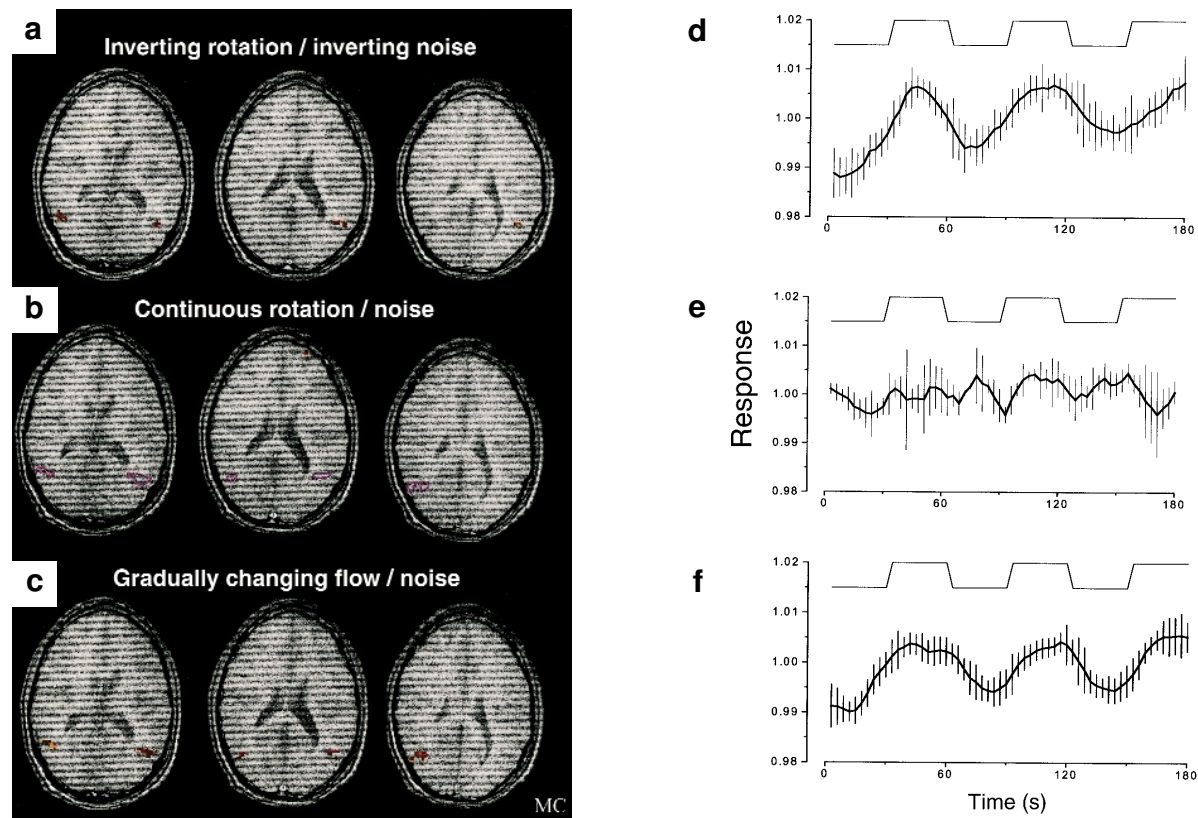 a
Inverting rotation / inverting noise
b
Continuous rotation / noise
c
Gradually changing flow / noise
MC
d
1.02
1.01
1.00
0.99
0.98
0
60
120
180
e
1.02
1.01
1.00
0.99
0.98
0
60
120
180
Response
f
1.02
1.01
1.00
0.99
0.98
0
60
120
180
Time (s)